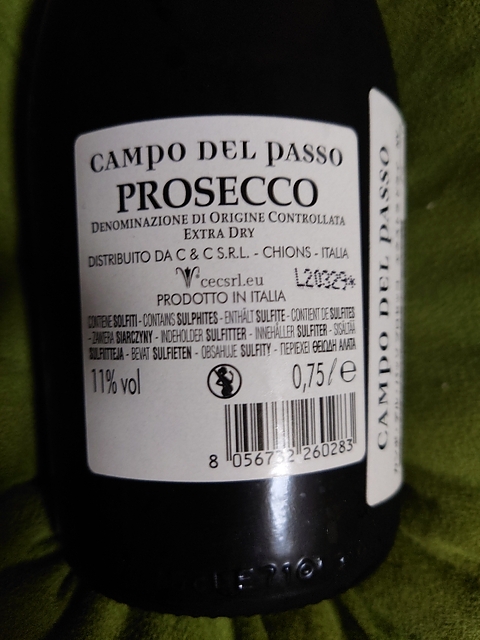 CAMPO DEL PASSO
PROSECCO
DENOMINAZIONE DI ORIGINE CONTROLLATA
EXTRA DRY
DISTRIBUITO DA C & C S.R.L. - CHIONS - ITALIA
cecsrl.eu
L20329*
PRODOTTO IN ITALIA
CONTIENE SOLFITI - CONTAINS SULPHITES - ENTHÄLT SULFITE - CONTIENT DE SULFITES
- ZAWIERA SIARCZYNY - INDEHOLDER SULFITTER - INNEHÅLLER SULFITER - SISÄLTÄÄ
SULFIITTEJA - BEVAT SULFIETEN - OBSAHUJE SULFITY - ΠΕΡΙΕΧΕΙ ΘΕΙΩΔΗ ΑΛΑΤΑ
11% vol
0,75 l e
8 056732 260283
CAMPO DEL PASSO